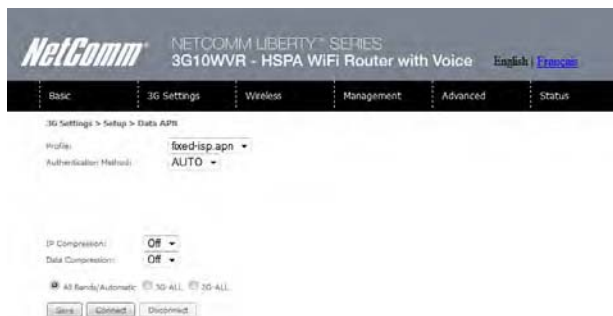 NetComm™ NETCOMM LIBERTY™ SERIES
3G10WVR - HSPA WiFi Router with Voice English | Français
Basic 3G Settings Wireless Management Advanced Status
3G Settings > Setup > Data APN
Profile: fixed-isp.apn
Authentication Method: AUTO
IP Compression: Off
Data Compression: Off
All Bands/Automatic 3G-ALL 2G-ALL
Save Connect Disconnect